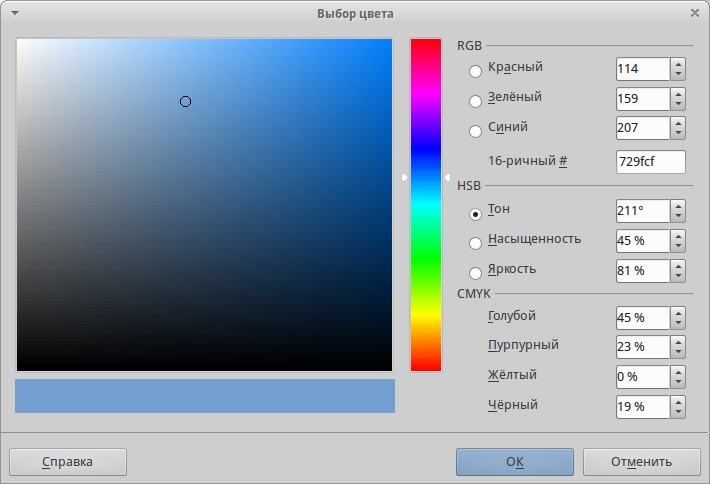 Выбор цвета
RGB
Красный 114
Зелёный 159
Синий 207
16-ричный # 729fcf
HSB
Тон 211°
Насыщенность 45 %
Яркость 81 %
CMYK
Голубой 45 %
Пурпурный 23 %
Жёлтый 0 %
Чёрный 19 %
Справка OK Отменить